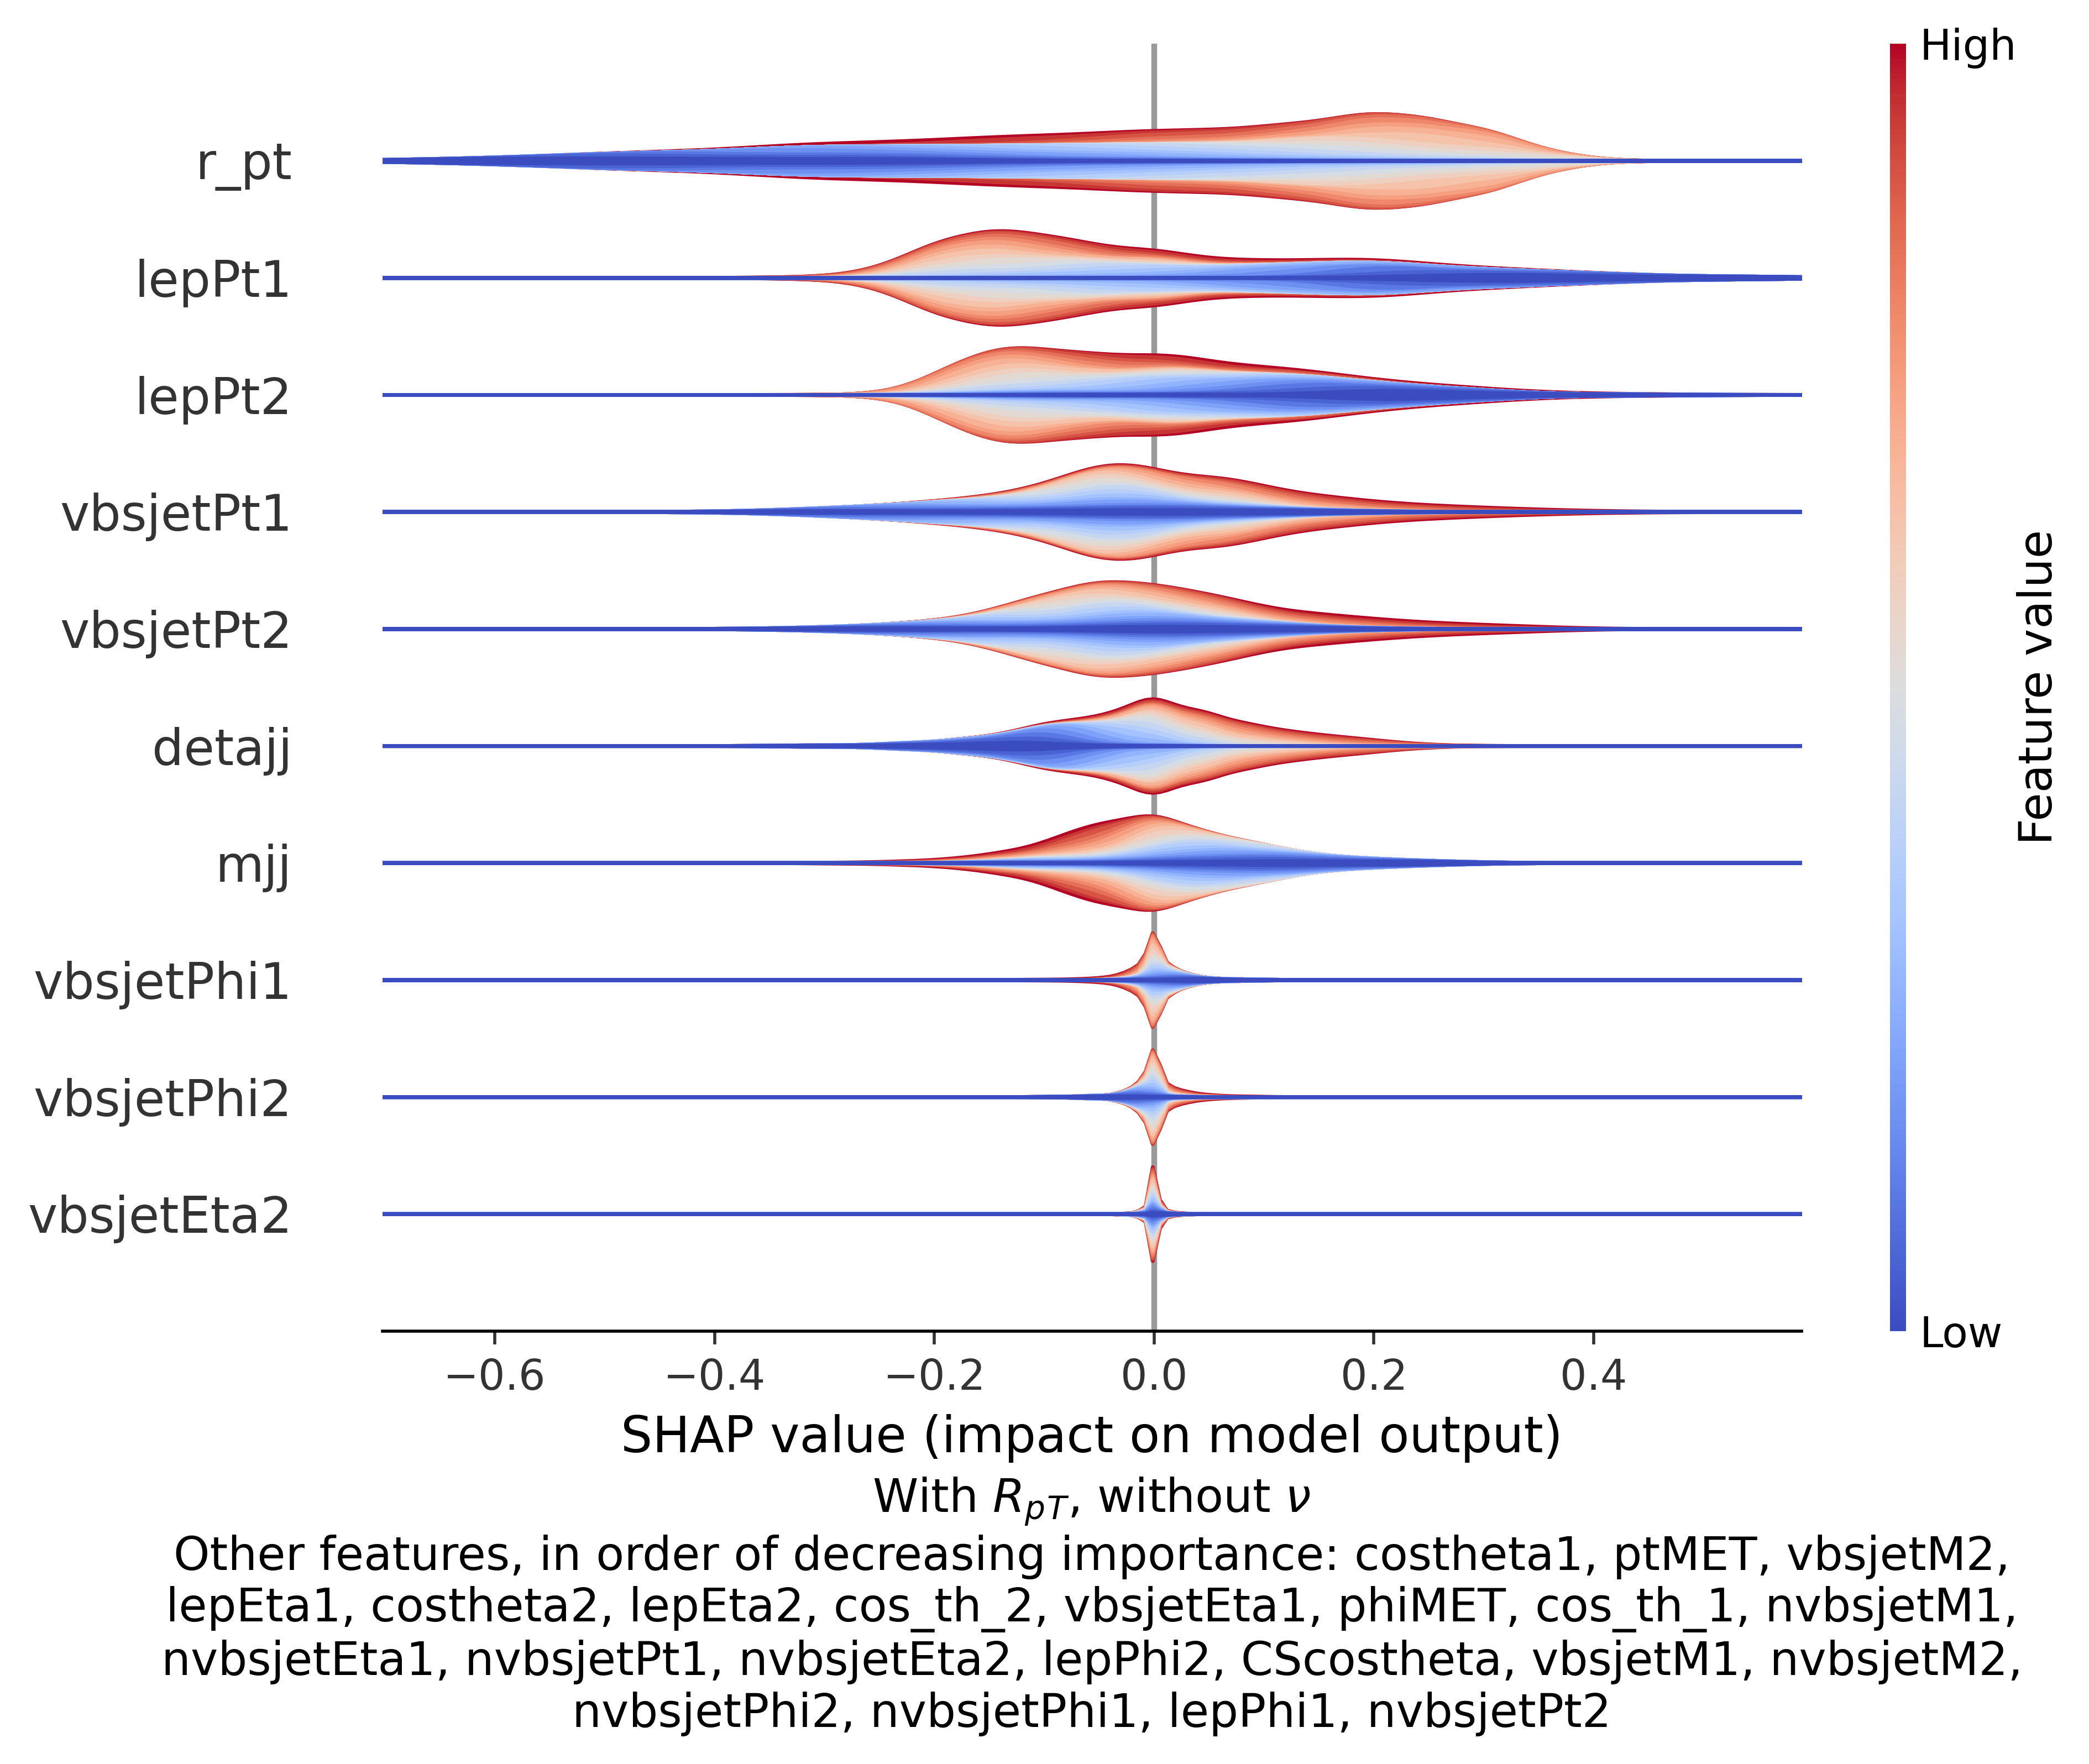 High
r_pt
lepPt1
lepPt2
vbsjetPt1
vbsjetPt2
detajj
mjj
vbsjetPhi1
vbsjetPhi2
vbsjetEta2
Feature value
Low
−0.6 −0.4 −0.2 0.0 0.2 0.4
SHAP value (impact on model output)
With R_{pT}, without ν
Other features, in order of decreasing importance: costheta1, ptMET, vbsjetM2,
lepEta1, costheta2, lepEta2, cos_th_2, vbsjetEta1, phiMET, cos_th_1, nvbsjetM1,
nvbsjetEta1, nvbsjetPt1, nvbsjetEta2, lepPhi2, CScostheta, vbsjetM1, nvbsjetM2,
nvbsjetPhi2, nvbsjetPhi1, lepPhi1, nvbsjetPt2